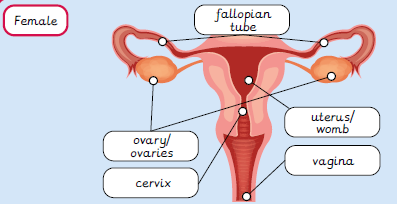 Female
fallopian
tube
uterus/
womb
ovary/
ovaries
vagina
cervix